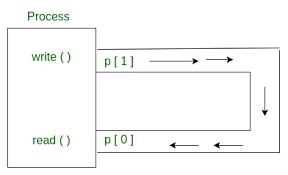 Process
write ( )
p [ 1 ]
read ( )
p [ 0 ]